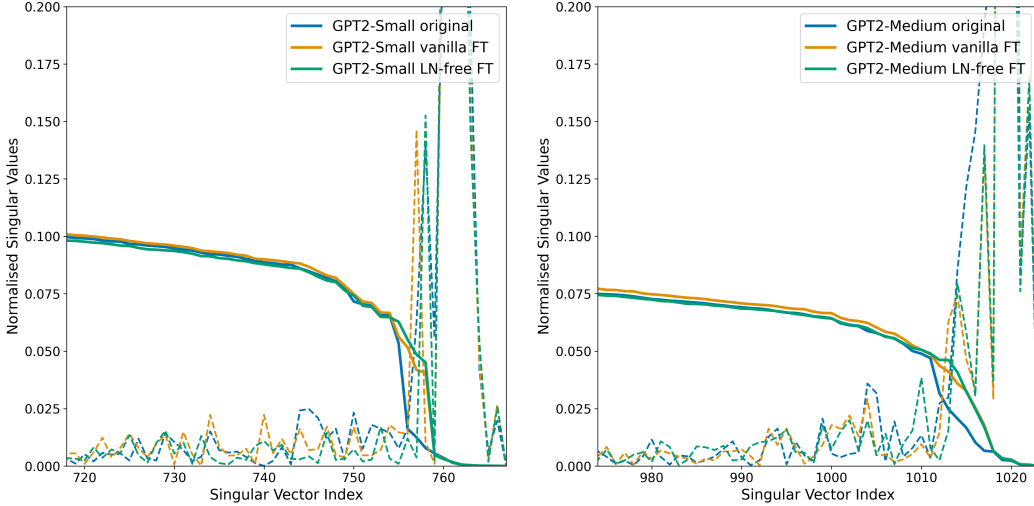 0.200
0.175
0.150
0.125
0.100
0.075
0.050
0.025
0.000
Normalised Singular Values
GPT2-Small original
GPT2-Small vanilla FT
GPT2-Small LN-free FT
720
730
740
750
760
Singular Vector Index
0.200
0.175
0.150
0.125
0.100
0.075
0.050
0.025
0.000
Normalised Singular Values
GPT2-Medium original
GPT2-Medium vanilla FT
GPT2-Medium LN-free FT
980
990
1000
1010
1020
Singular Vector Index